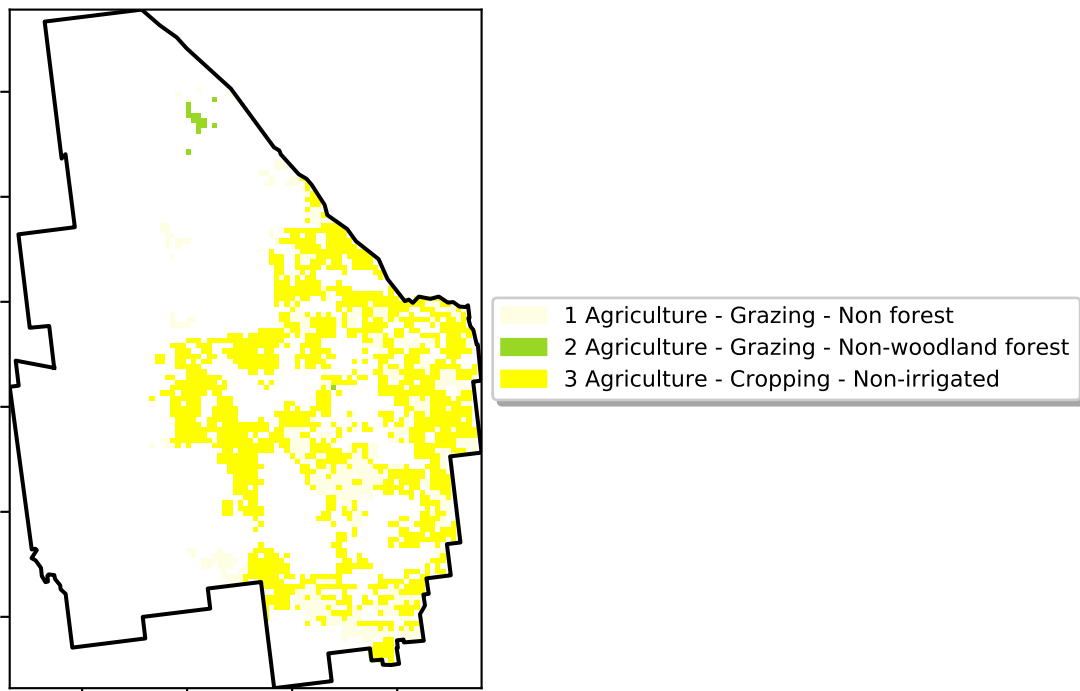 1 Agriculture - Grazing - Non forest
2 Agriculture - Grazing - Non-woodland forest
3 Agriculture - Cropping - Non-irrigated